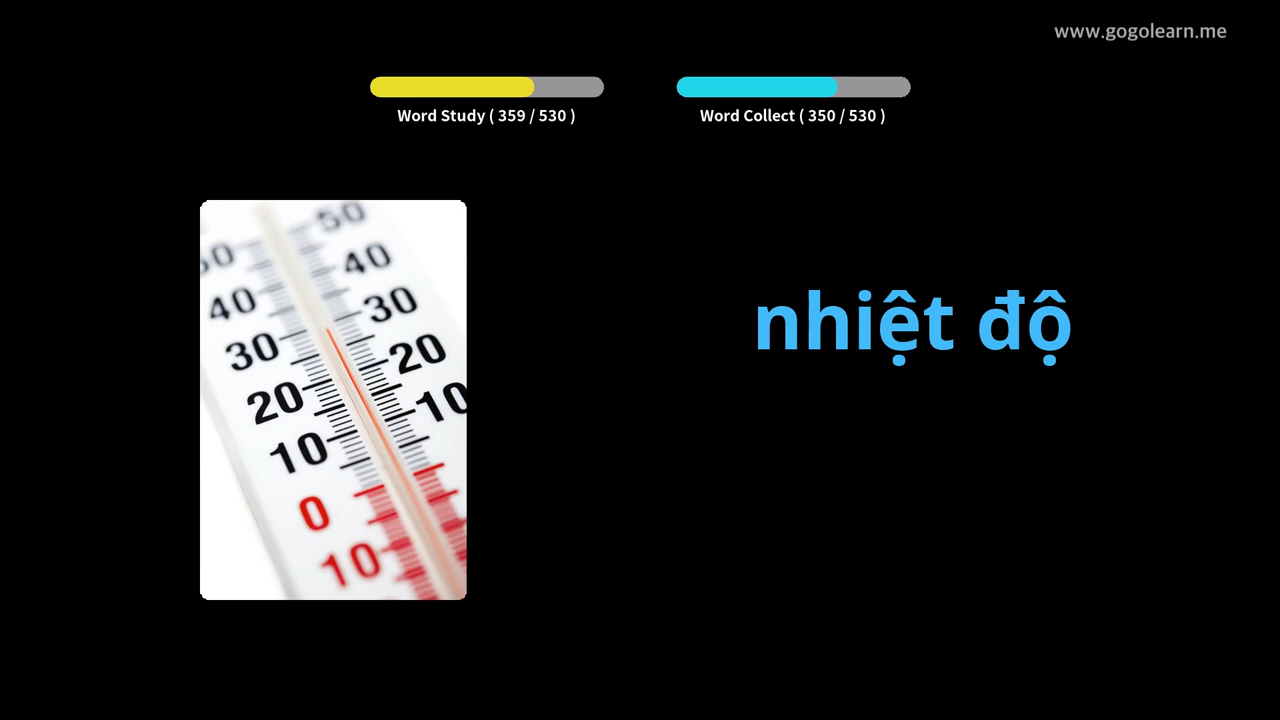 www.gogolearn.me
Word Study ( 359 / 530 )
Word Collect ( 350 / 530 )
50
40
30
20
10
40
30
20
10
0
10
nhiệt độ